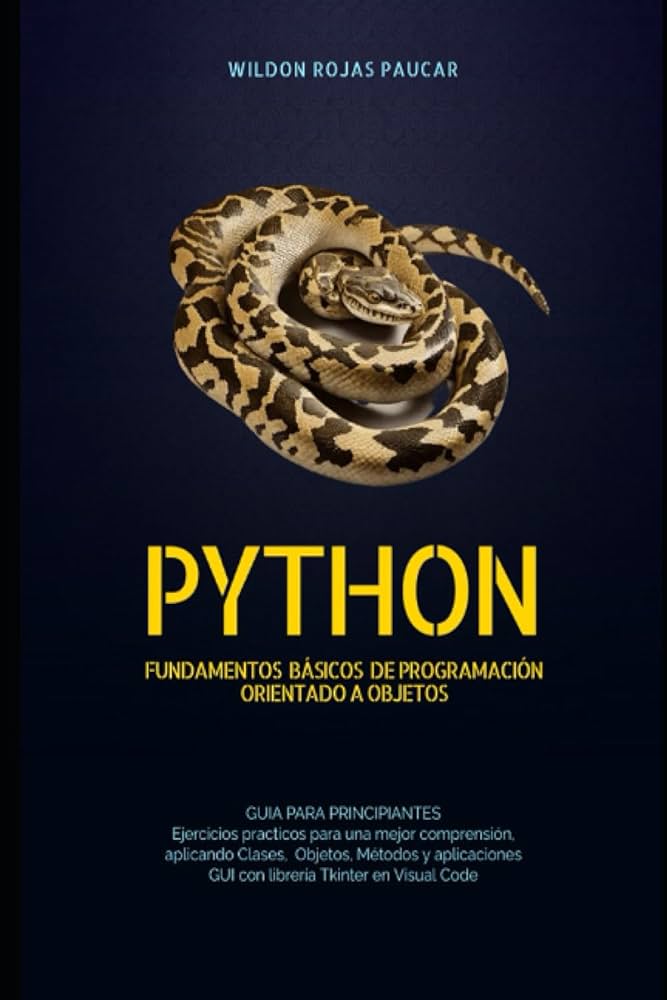 WILDON ROJAS PAUCAR
PYTHON
FUNDAMENTOS BÁSICOS DE PROGRAMACIÓN
ORIENTADO A OBJETOS
GUIA PARA PRINCIPIANTES
Ejercicios practicos para una mejor comprensión,
aplicando Clases, Objetos, Métodos y aplicaciones
GUI con librería Tkinter en Visual Code